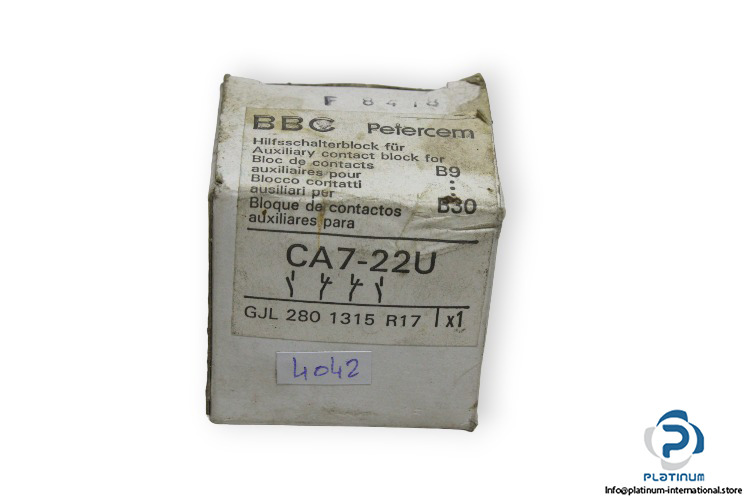 F 8418
BBC Petercem
Hilfsschalterblock für
Auxiliary contact block for
Bloc de contacts
auxiliaires pour B9
Blocco contatti ...
ausiliari per B30
Bloque de contactos
auxiliares para
CA7-22U
GJL 280 1315 R17 x1
4042
PLATINUM
Info@platinum-international.store